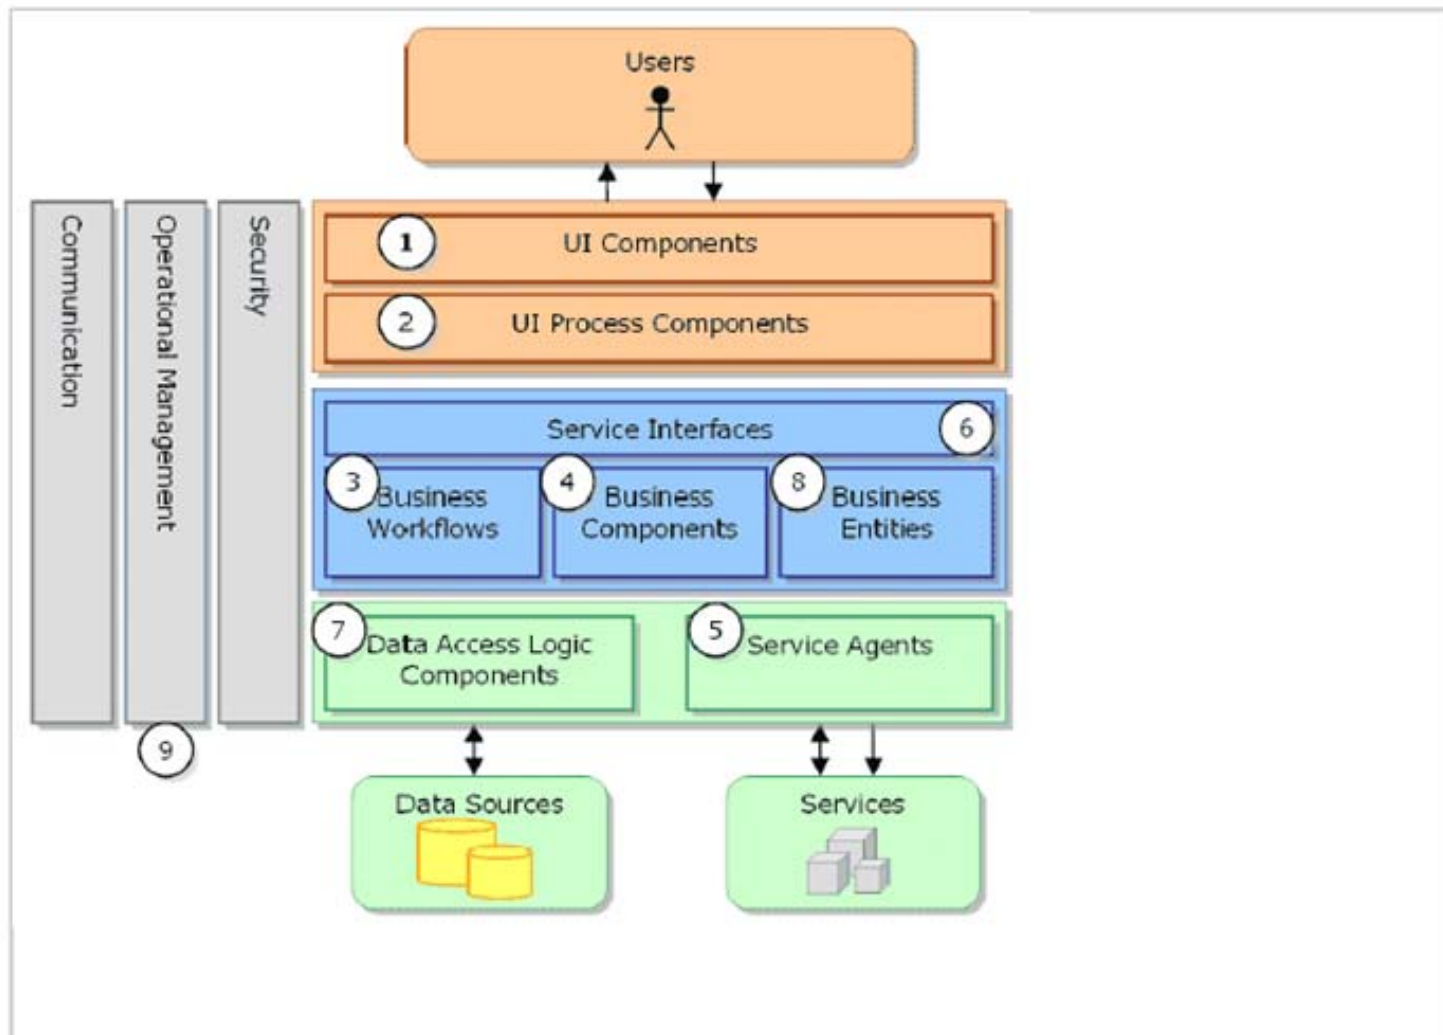 Users
Communication
Operational Management
Security
1
UI Components
2
UI Process Components
Service Interfaces
6
3
Business
Workflows
4
Business
Components
8
Business
Entities
7
Data Access Logic
Components
5
Service Agents
9
Data Sources
Services